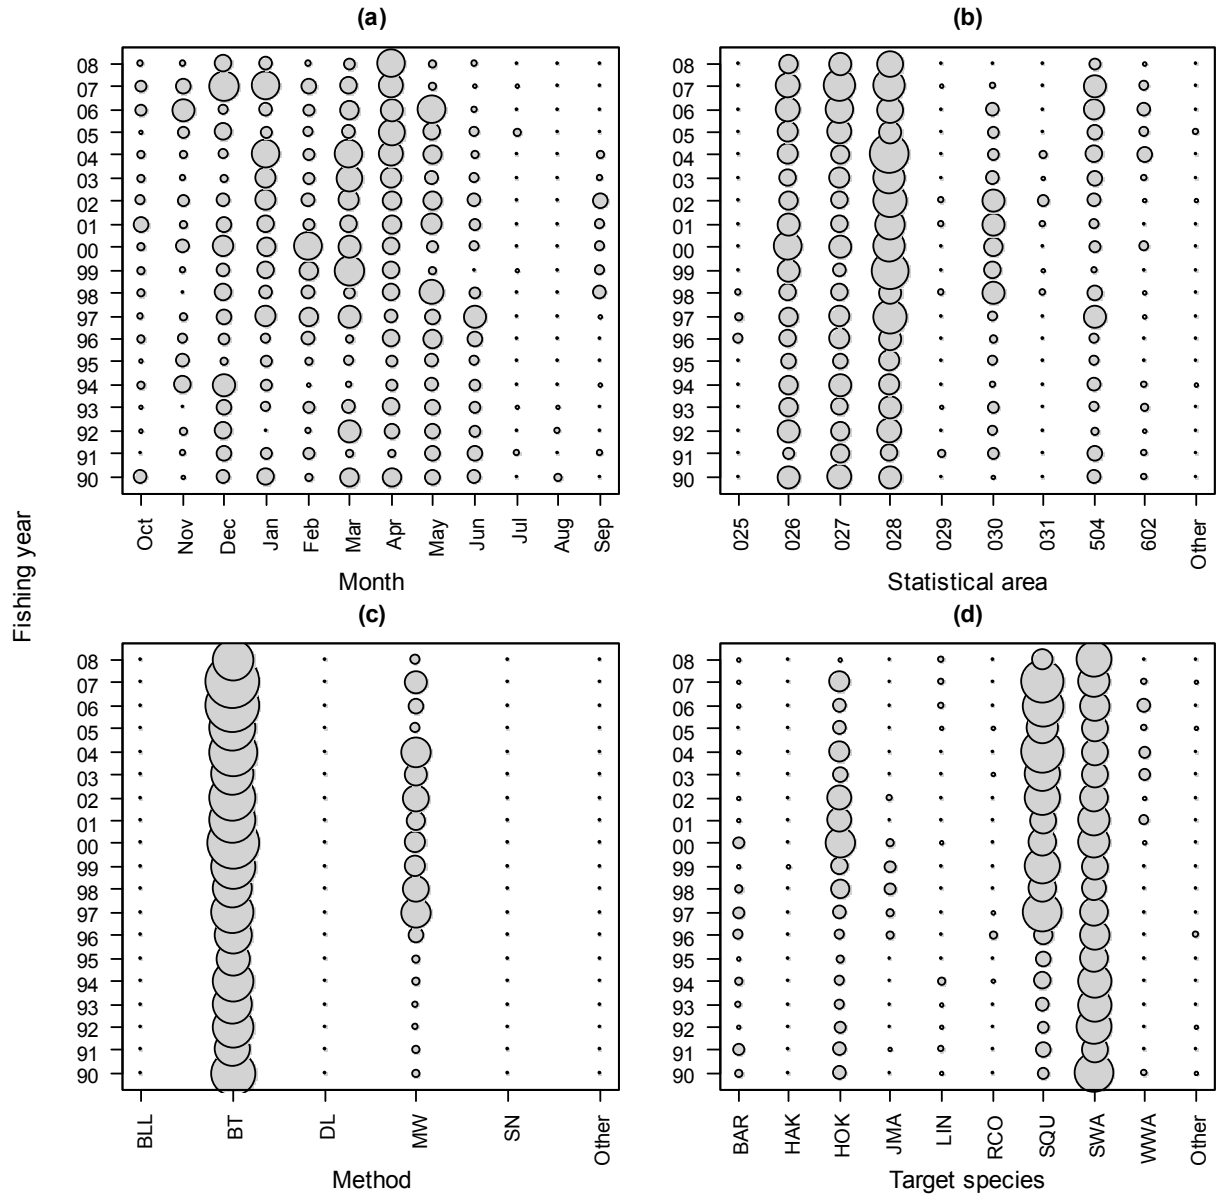 (a)
08
07
06
05
04
03
02
01
00
99
98
97
96
95
94
93
92
91
90
Oct
Nov
Dec
Jan
Feb
Mar
Apr
May
Jun
Jul
Aug
Sep
Month
(b)
08
07
06
05
04
03
02
01
00
99
98
97
96
95
94
93
92
91
90
025
026
027
028
029
030
031
504
602
Other
Statistical area
Fishing year
(c)
08
07
06
05
04
03
02
01
00
99
98
97
96
95
94
93
92
91
90
BLL
BT
DL
MW
SN
Other
Method
(d)
08
07
06
05
04
03
02
01
00
99
98
97
96
95
94
93
92
91
90
BAR
HAK
HOK
JMA
LIN
RCO
SQU
SWA
WWA
Other
Target species